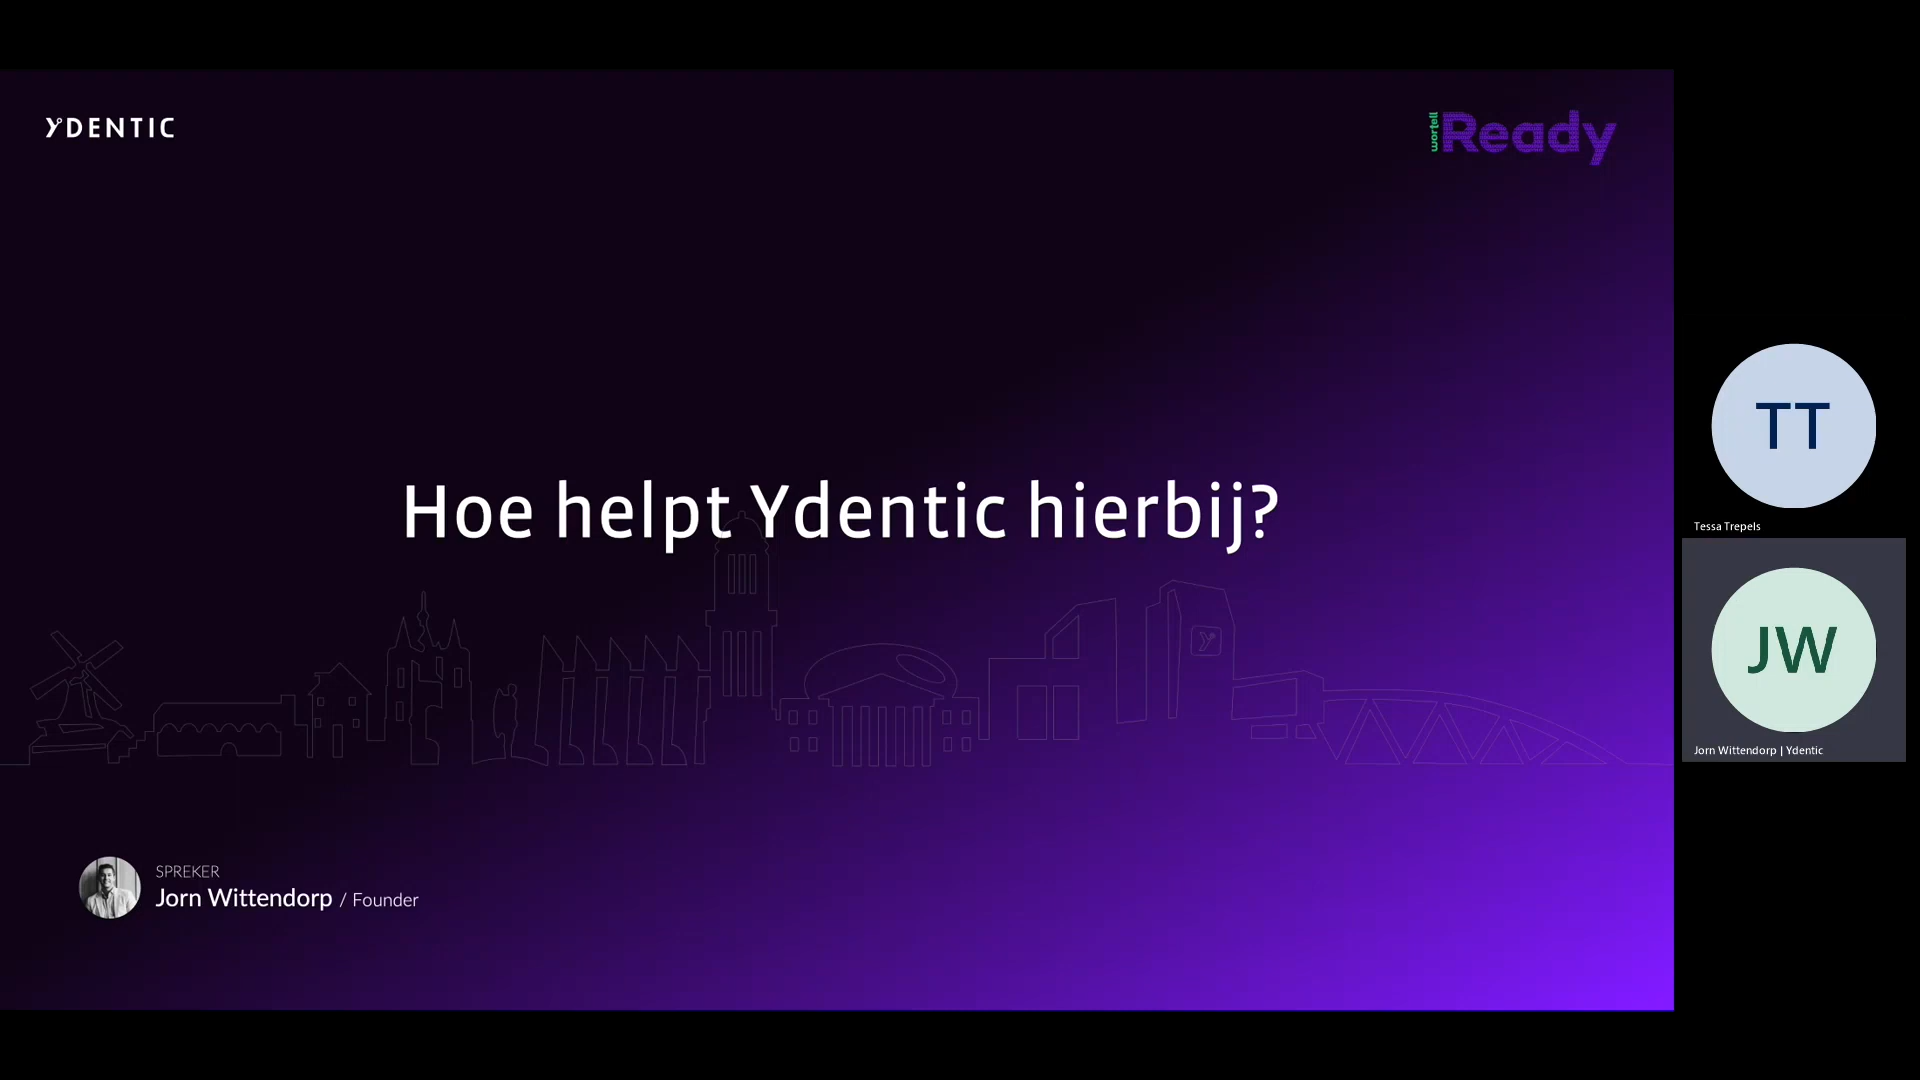 YDENTIC
wortell
Ready
Hoe helpt Ydentic hierbij?
SPREKER
Jorn Wittendorp / Founder
TT
Tessa Trepels
JW
Jorn Wittendorp | Ydentic